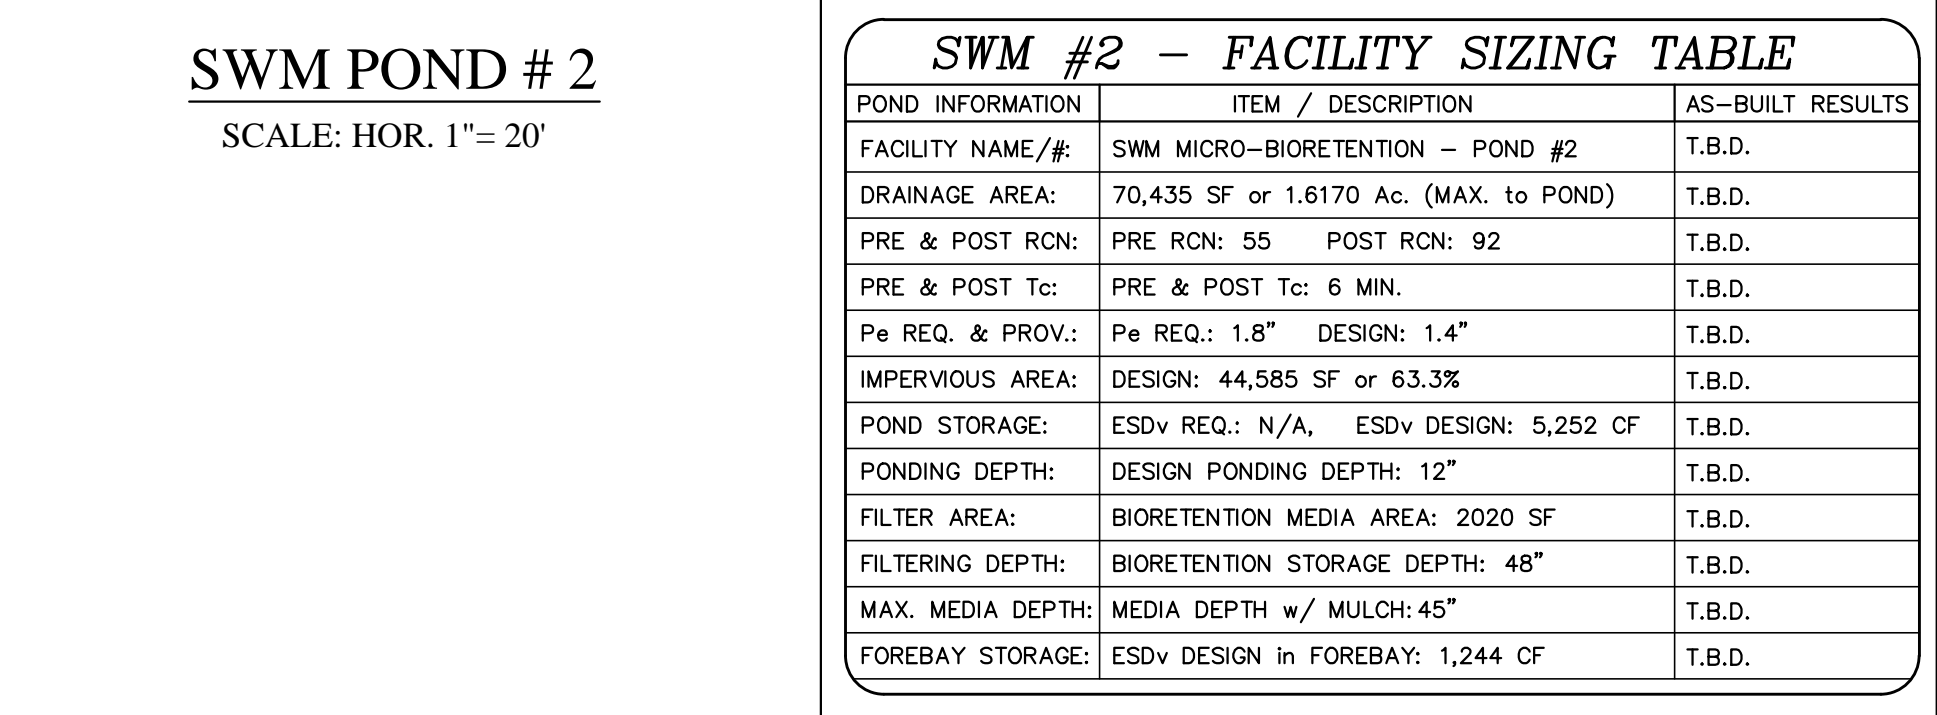 SWM POND # 2
SCALE: HOR. 1"= 20'
SWM #2 - FACILITY SIZING TABLE
POND INFORMATION ITEM / DESCRIPTION AS-BUILT RESULTS
FACILITY NAME/#: SWM MICRO-BIORETENTION - POND #2 T.B.D.
DRAINAGE AREA: 70,435 SF or 1.6170 Ac. (MAX. to POND) T.B.D.
PRE & POST RCN: PRE RCN: 55 POST RCN: 92 T.B.D.
PRE & POST Tc: PRE & POST Tc: 6 MIN. T.B.D.
Pe REQ. & PROV.: Pe REQ.: 1.8" DESIGN: 1.4" T.B.D.
IMPERVIOUS AREA: DESIGN: 44,585 SF or 63.3% T.B.D.
POND STORAGE: ESDv REQ.: N/A, ESDv DESIGN: 5,252 CF T.B.D.
PONDING DEPTH: DESIGN PONDING DEPTH: 12" T.B.D.
FILTER AREA: BIORETENTION MEDIA AREA: 2020 SF T.B.D.
FILTERING DEPTH: BIORETENTION STORAGE DEPTH: 48" T.B.D.
MAX. MEDIA DEPTH: MEDIA DEPTH w/ MULCH: 45" T.B.D.
FOREBAY STORAGE: ESDv DESIGN in FOREBAY: 1,244 CF T.B.D.